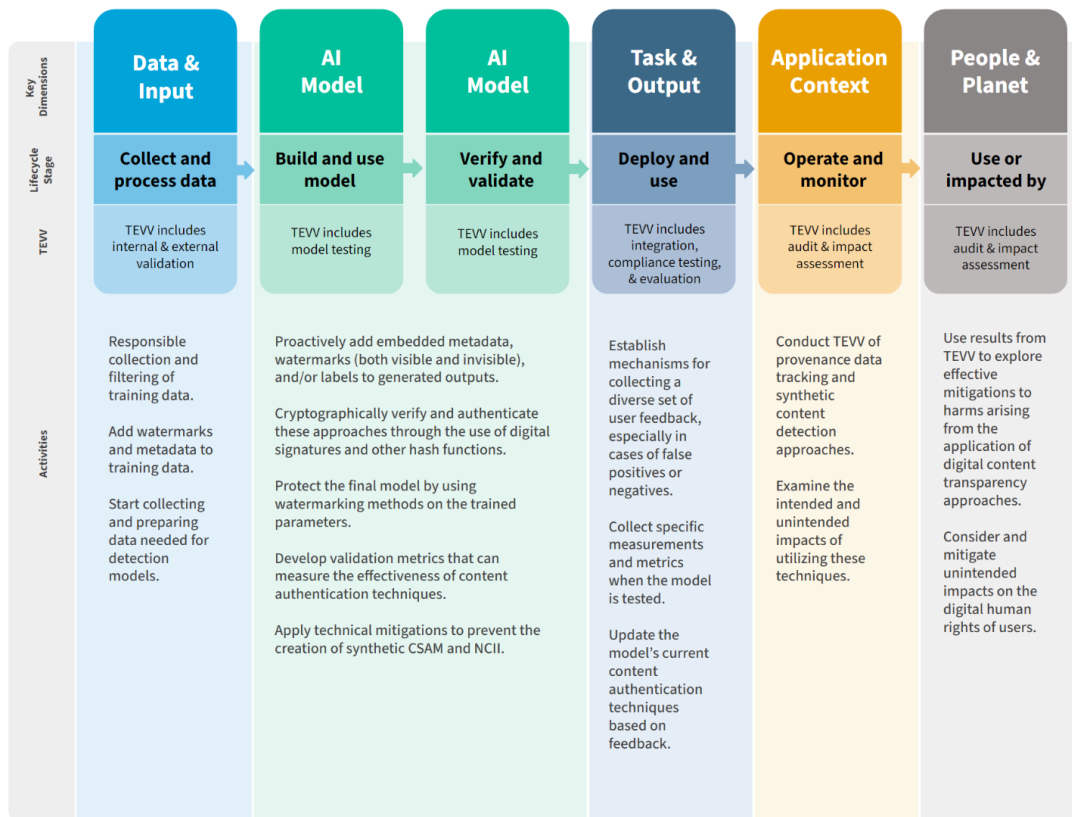 Key
Dimensions
Data &
Input
AI
Model
AI
Model
Task &
Output
Application
Context
People &
Planet
Lifecycle
Stage
Collect and
process data
Build and use
model
Verify and
validate
Deploy and
use
Operate and
monitor
Use or
impacted by
TEVV
TEVV includes
internal & external
validation
TEVV includes
model testing
TEVV includes
model testing
TEVV includes
integration,
compliance testing,
& evaluation
TEVV includes
audit & impact
assessment
TEVV includes
audit & impact
assessment
Activities
Responsible
collection and
filtering of
training data.
Add watermarks
and metadata to
training data.
Start collecting
and preparing
data needed for
detection
models.
Proactively add embedded metadata,
watermarks (both visible and invisible),
and/or labels to generated outputs.
Cryptographically verify and authenticate
these approaches through the use of digital
signatures and other hash functions.
Protect the final model by using
watermarking methods on the trained
parameters.
Develop validation metrics that can
measure the effectiveness of content
authentication techniques.
Apply technical mitigations to prevent the
creation of synthetic CSAM and NCII.
Establish
mechanisms for
collecting a
diverse set of
user feedback,
especially in
cases of false
positives or
negatives.
Collect specific
measurements
and metrics
when the model
is tested.
Update the
model's current
content
authentication
techniques
based on
feedback.
Conduct TEVV of
provenance data
tracking and
synthetic
content
detection
approaches.
Examine the
intended and
unintended
impacts of
utilizing these
techniques.
Use results from
TEVV to explore
effective
mitigations to
harms arising
from the
application of
digital content
transparency
approaches.
Consider and
mitigate
unintended
impacts on the
digital human
rights of users.